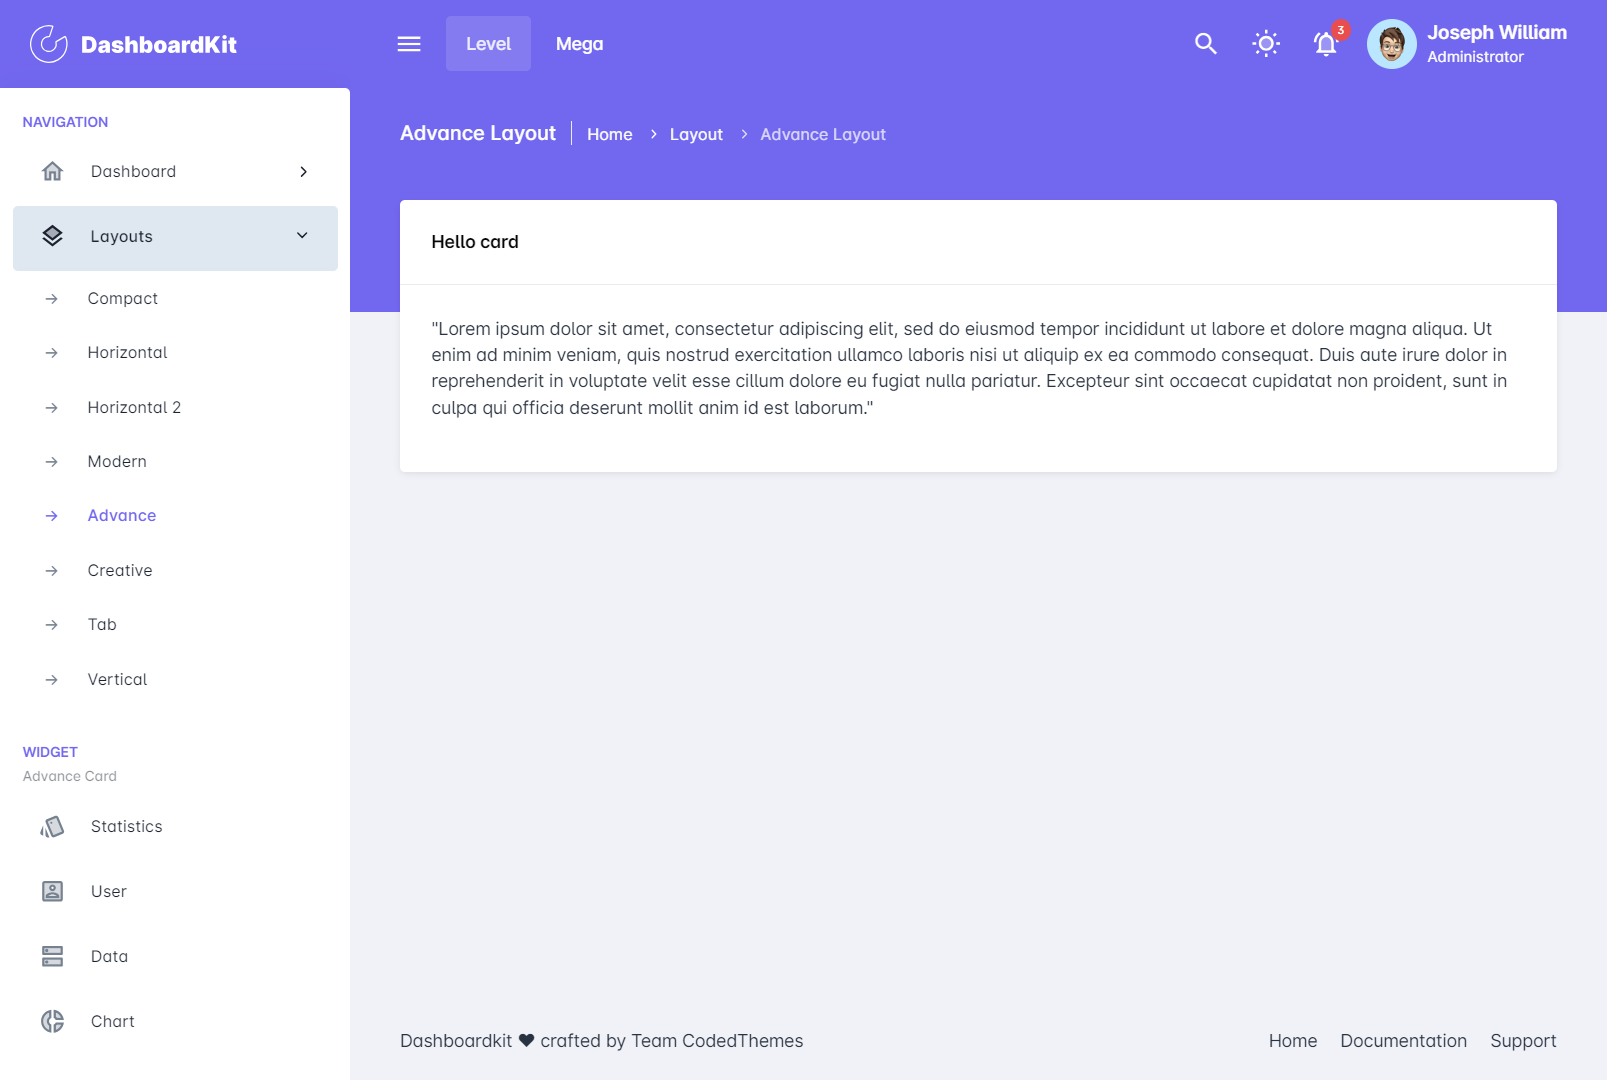 DashboardKit
Level
Mega
3
Joseph William
Administrator
NAVIGATION
Dashboard
Layouts
Compact
Horizontal
Horizontal 2
Modern
Advance
Creative
Tab
Vertical
WIDGET
Advance Card
Statistics
User
Data
Chart
Advance Layout
Home
Layout
Advance Layout
Hello card
"Lorem ipsum dolor sit amet, consectetur adipiscing elit, sed do eiusmod tempor incididunt ut labore et dolore magna aliqua. Ut
enim ad minim veniam, quis nostrud exercitation ullamco laboris nisi ut aliquip ex ea commodo consequat. Duis aute irure dolor in
reprehenderit in voluptate velit esse cillum dolore eu fugiat nulla pariatur. Excepteur sint occaecat cupidatat non proident, sunt in
culpa qui officia deserunt mollit anim id est laborum."
Dashboardkit ♥ crafted by Team CodedThemes
Home
Documentation
Support